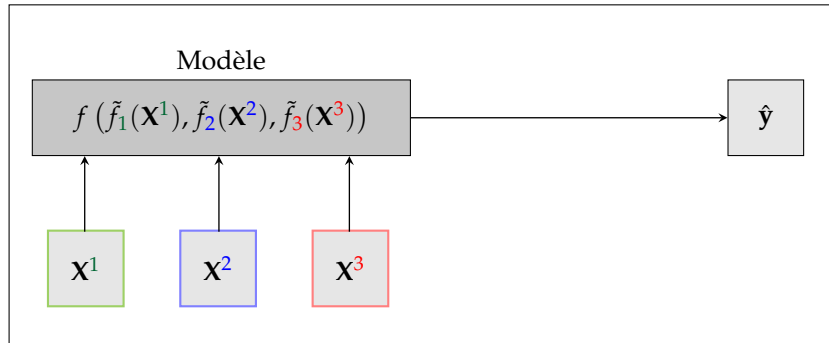 Modèle
f (f̃₁(𝐗¹), f̃₂(𝐗²), f̃₃(𝐗³))
ŷ
𝐗¹
𝐗²
𝐗³